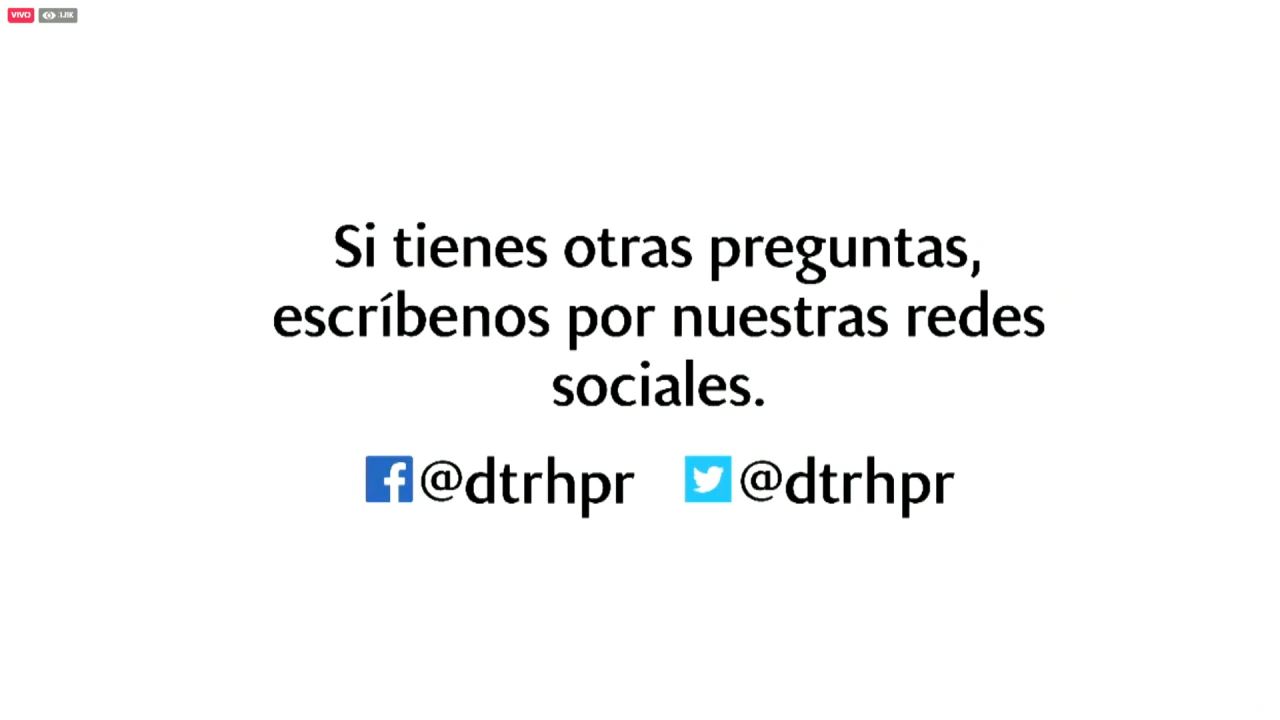 VIVO
Si tienes otras preguntas,
escríbenos por nuestras redes
sociales.
@dtrhpr @dtrhpr